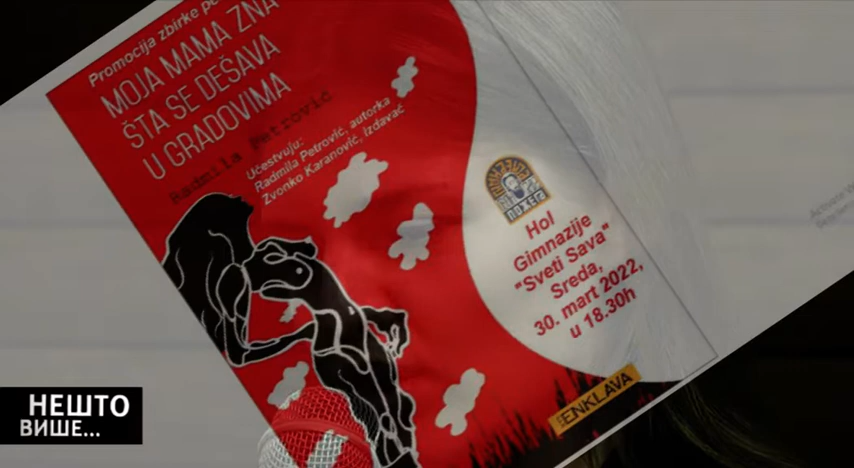 Promocija zbirke
MOJA MAMA ZNA
ŠTA SE DEŠAVA
U GRADOVIMA
Radmila Petrović
Učestvuju:
Radmila Petrović, autorka
Zvonko Karanović, izdavač
Hol
Gimnazije
"Sveti Sava"
Sreda,
30. mart 2022,
u 18.30h
ENKLAVA
НЕШТО
ВИШЕ...